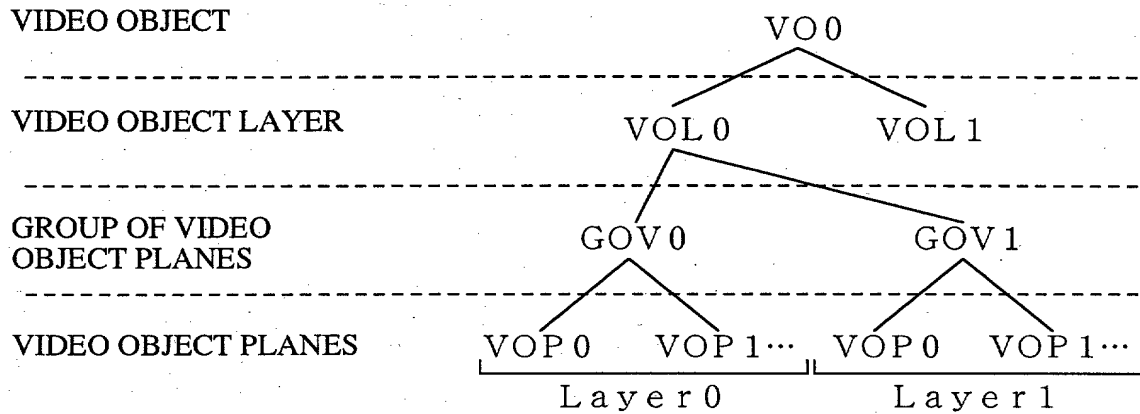 VIDEO OBJECT VO0
VIDEO OBJECT LAYER VOL0 VOL1
GROUP OF VIDEO
OBJECT PLANES GOV0 GOV1
VIDEO OBJECT PLANES VOP0 VOP1… VOP0 VOP1…
Layer0 Layer1